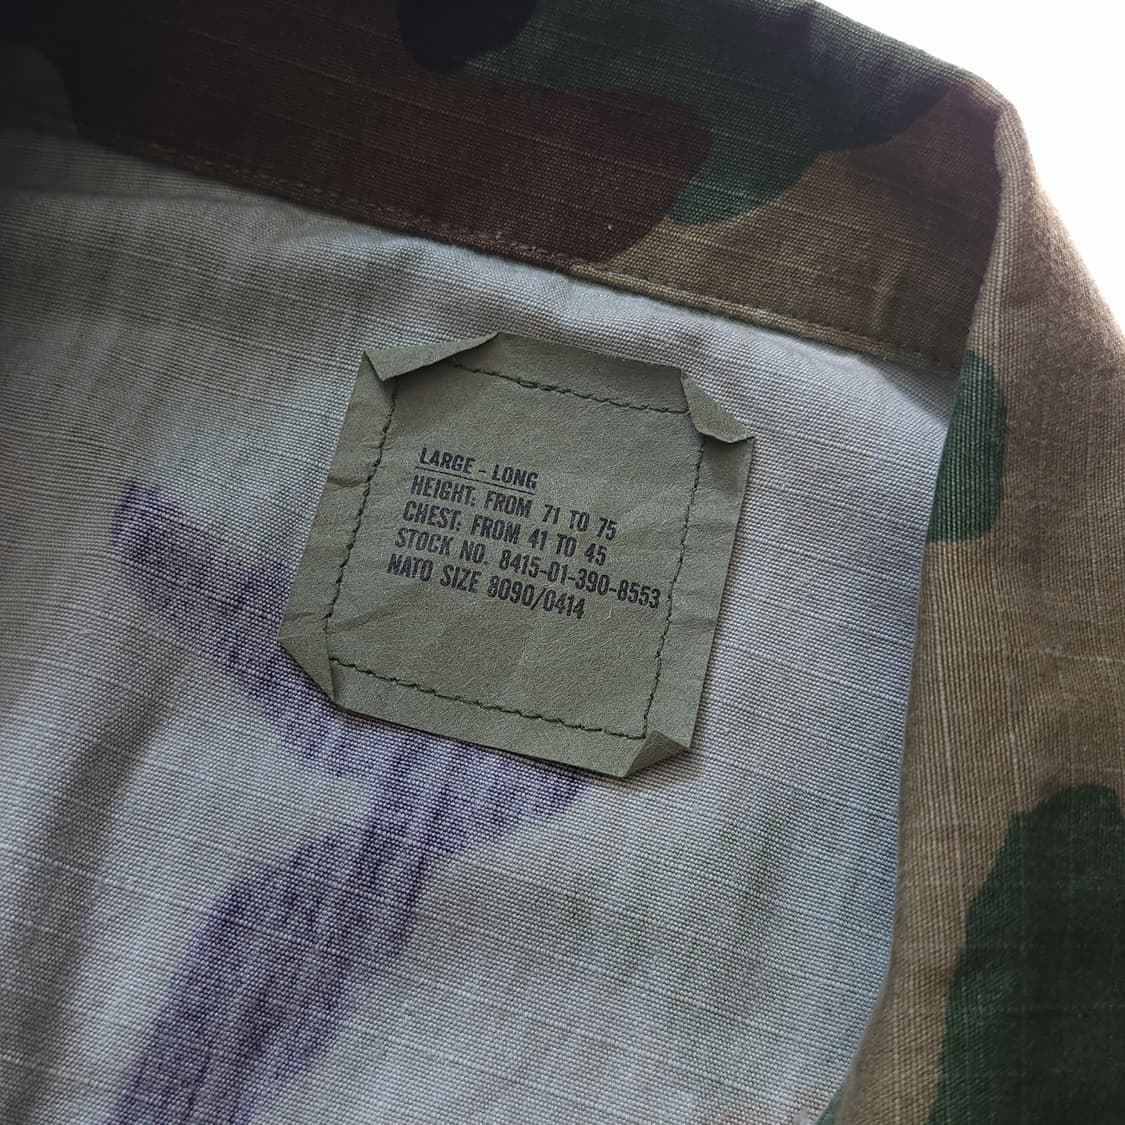 LARGE - LONG
HEIGHT: FROM 71 TO 75
CHEST: FROM 41 TO 45
STOCK NO. 8415-01-390-8553
NATO SIZE 8090/0414